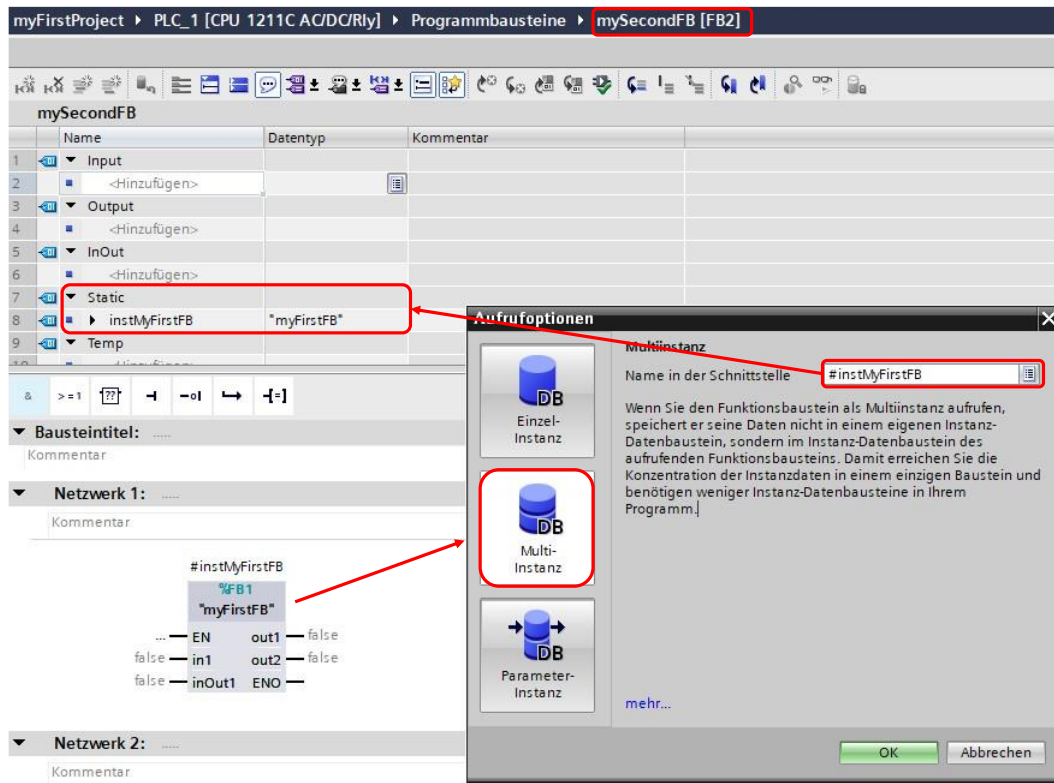 myFirstProject ▸ PLC_1 [CPU 1211C AC/DC/Rly] ▸ Programmbausteine ▸ mySecondFB [FB2]
mySecondFB
Name Datentyp Kommentar
1 Input
2 <Hinzufügen>
3 Output
4 <Hinzufügen>
5 InOut
6 <Hinzufügen>
7 Static
8 instMyFirstFB "myFirstFB"
9 Temp
10 <Hinzufügen>
& >=1 ?? ⊣ -o| ↦ -[=]
Bausteintitel: .....
Kommentar
Netzwerk 1: .....
Kommentar
#instMyFirstFB
%FB1
"myFirstFB"
... EN out1 false
false in1 out2 false
false inOut1 ENO
Netzwerk 2: .....
Kommentar
Aufrufoptionen
DB
Einzel-
Instanz
DB
Multi-
Instanz
DB
Parameter-
Instanz
Multiinstanz
Name in der Schnittstelle #instMyFirstFB
Wenn Sie den Funktionsbaustein als Multiinstanz aufrufen,
speichert er seine Daten nicht in einem eigenen Instanz-
Datenbaustein, sondern im Instanz-Datenbaustein des
aufrufenden Funktionsbausteins. Damit erreichen Sie die
Konzentration der Instanzdaten in einem einzigen Baustein und
benötigen weniger Instanz-Datenbausteine in Ihrem
Programm.
mehr...
OK Abbrechen